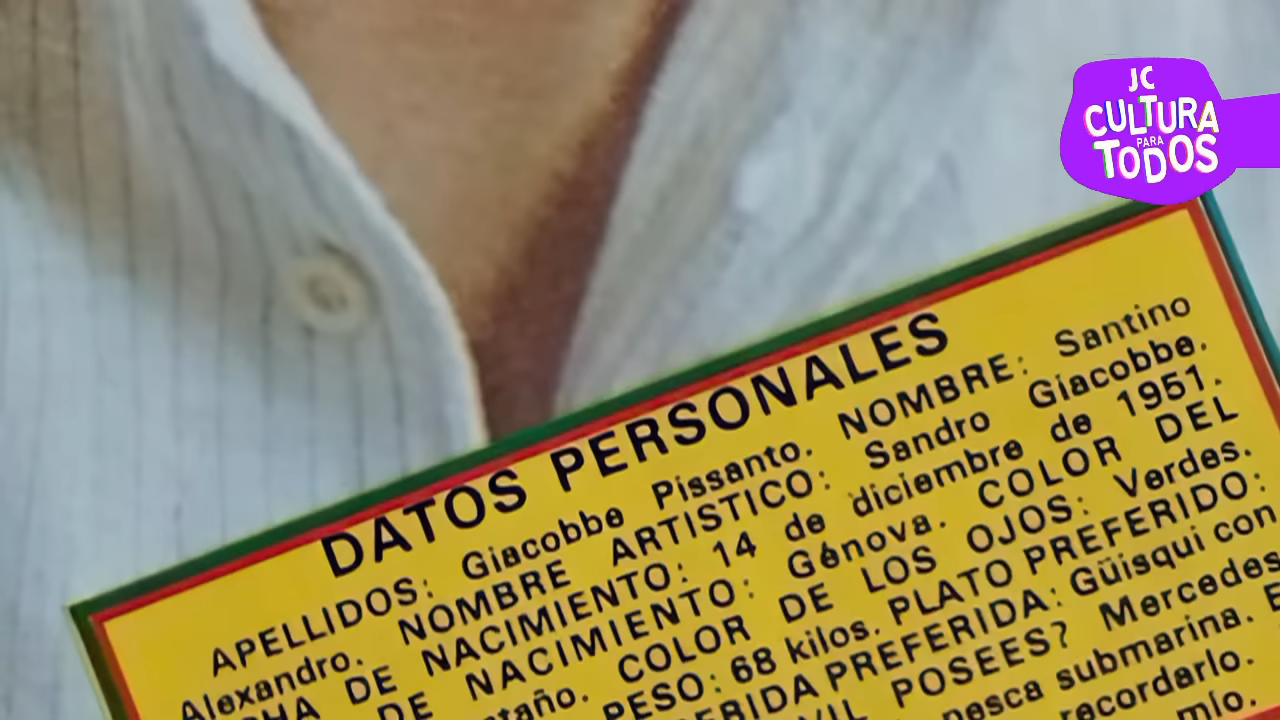 JC
CULTURA
PARA
TODOS
DATOS PERSONALES
APELLIDOS: Giacobbe Pissanto. NOMBRE: Santino
Alexandro. NOMBRE ARTISTICO: Sandro Giacobbe.
DE NACIMIENTO: 14 de diciembre de 1951.
DE NACIMIENTO: Génova. COLOR DEL
COLOR DE LOS OJOS: Verdes.
PESO: 68 kilos. PLATO PREFERIDO:
PREFERIDA: Güisqui con
POSEES? Mercedes
pesca submarina.
recordarlo.
mío.